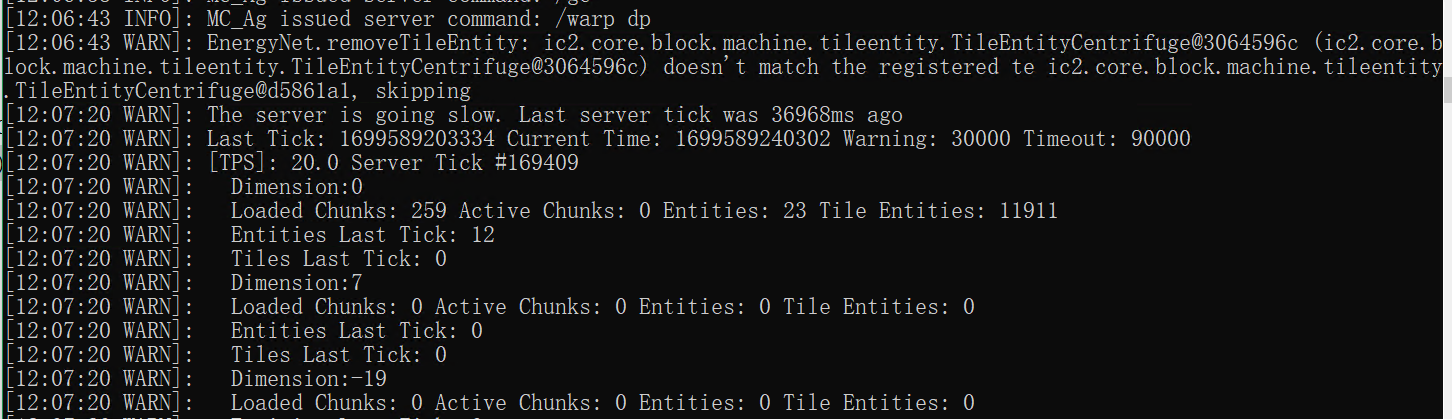 [12:06:43 INFO]: MC_Ag issued server command: /warp dp
[12:06:43 WARN]: EnergyNet.removeTileEntity: ic2.core.block.machine.tileentity.TileEntityCentrifuge@3064596c (ic2.core.b
lock.machine.tileentity.TileEntityCentrifuge@3064596c) doesn't match the registered te ic2.core.block.machine.tileentity
.TileEntityCentrifuge@d5861a1, skipping
[12:07:20 WARN]: The server is going slow. Last server tick was 36968ms ago
[12:07:20 WARN]: Last Tick: 1699589203334 Current Time: 1699589240302 Warning: 30000 Timeout: 90000
[12:07:20 WARN]: [TPS]: 20.0 Server Tick #169409
[12:07:20 WARN]: Dimension:0
[12:07:20 WARN]: Loaded Chunks: 259 Active Chunks: 0 Entities: 23 Tile Entities: 11911
[12:07:20 WARN]: Entities Last Tick: 12
[12:07:20 WARN]: Tiles Last Tick: 0
[12:07:20 WARN]: Dimension:7
[12:07:20 WARN]: Loaded Chunks: 0 Active Chunks: 0 Entities: 0 Tile Entities: 0
[12:07:20 WARN]: Entities Last Tick: 0
[12:07:20 WARN]: Tiles Last Tick: 0
[12:07:20 WARN]: Dimension:-19
[12:07:20 WARN]: Loaded Chunks: 0 Active Chunks: 0 Entities: 0 Tile Entities: 0